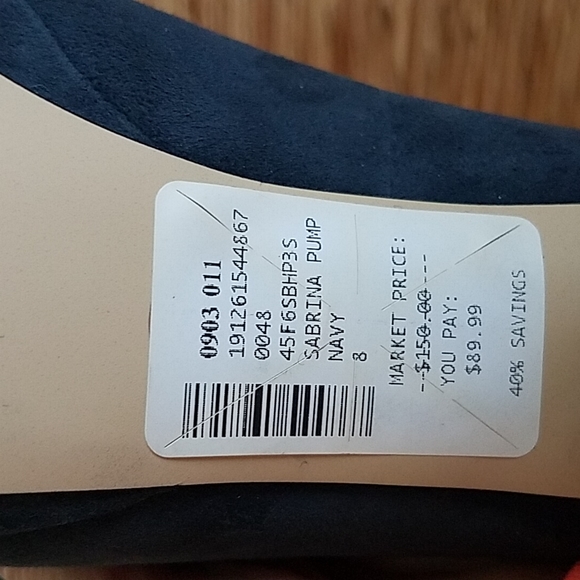 0903 011
191261544867
0048
45F6SBHP3S
SABRINA PUMP
NAVY
8
MARKET PRICE:
--$150.00---
YOU PAY:
$89.99
40% SAVINGS